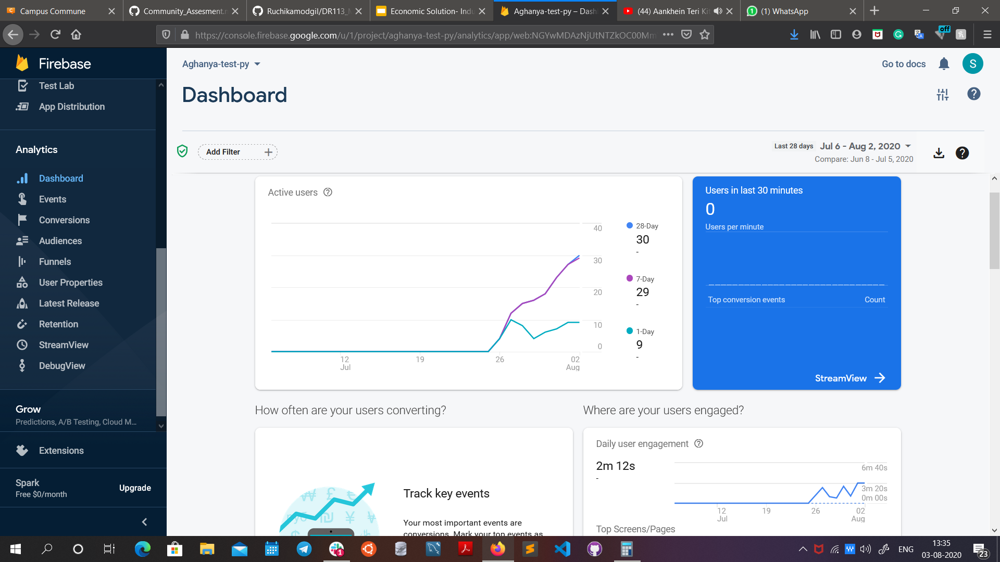 Campus Commune
Community_Assesment.
Ruchikamodgil/DR113_
Economic Solution- Ind
Aghanya-test-py – Dash
(44) Aankhein Teri Kit
(1) WhatsApp
https://console.firebase.google.com/u/1/project/aghanya-test-py/analytics/app/web:NGYwMDAzNjUtNTZkOC00Mm
off
Firebase
Test Lab
App Distribution
Analytics
Dashboard
Events
Conversions
Audiences
Funnels
User Properties
Latest Release
Retention
StreamView
DebugView
Grow
Predictions, A/B Testing, Cloud M...
Extensions
Spark
Free $0/month
Upgrade
Aghanya-test-py
Go to docs
S
Dashboard
Add Filter
Last 28 days Jul 6 - Aug 2, 2020
Compare: Jun 8 - Jul 5, 2020
Active users
40
30
20
10
0
12
Jul
19
26
02
Aug
28-Day
30
-
7-Day
29
-
1-Day
9
-
Users in last 30 minutes
0
Users per minute
Top conversion events Count
StreamView
How often are your users converting?
Track key events
Your most important events are
conversions. Mark your top events as
Where are your users engaged?
Daily user engagement
2m 12s
-
6m 40s
3m 20s
0m 00s
12
Jul
19
26
02
Aug
Top Screens/Pages
1
ENG
13:35
03-08-2020
23